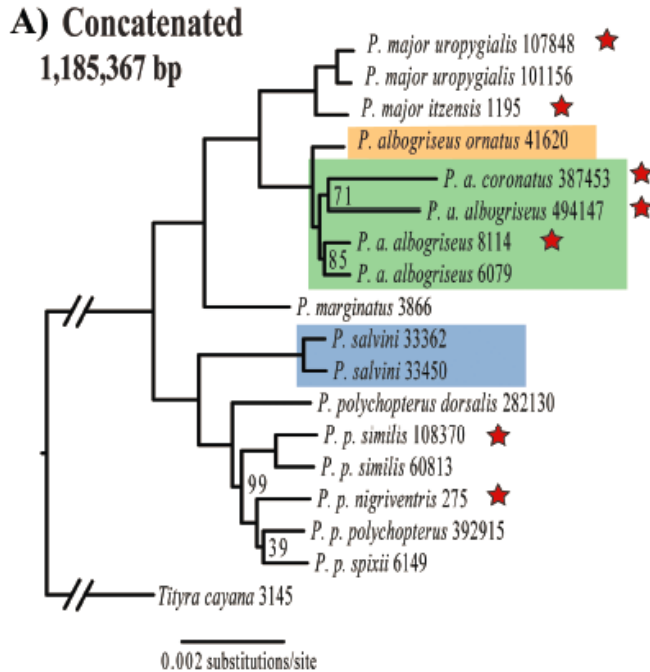 A) Concatenated
1,185,367 bp
P. major uropygialis 107848
P. major uropygialis 101156
P. major itzensis 1195
P. albogriseus ornatus 41620
P. a. coronatus 387453
71
P. a. albogriseus 494147
P. a. albogriseus 8114
85
P. a. albogriseus 6079
P. marginatus 3866
P. salvini 33362
P. salvini 33450
P. polychopterus dorsalis 282130
P. p. similis 108370
P. p. similis 60813
99
P. p. nigriventris 275
P. p. polychopterus 392915
39
P. p. spixii 6149
Tityra cayana 3145
0.002 substitutions/site